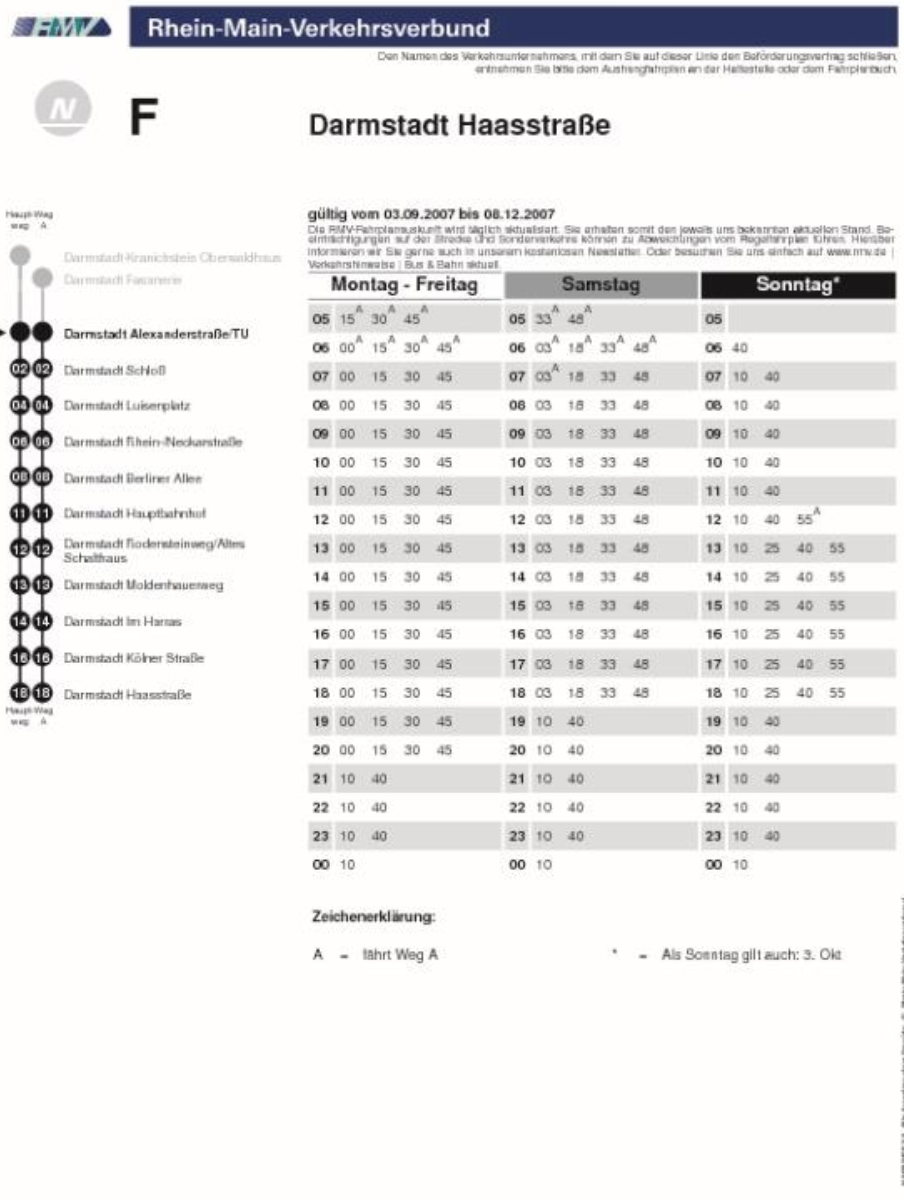 RMV Rhein-Main-Verkehrsverbund
Den Namen des Verkehrsunternehmens, mit dem Sie auf dieser Linie den Beförderungsvertrag schließen,
entnehmen Sie bitte dem Aushangfahrplan an der Haltestelle oder dem Fahrplanbuch.
N F Darmstadt Haasstraße
gültig vom 03.09.2007 bis 08.12.2007
Die RMV-Fahrplanauskunft wird täglich aktualisiert. Sie erhalten somit den jeweils uns bekannten aktuellen Stand. Be-
einträchtigungen auf der Strecke und Sonderverkehre können zu Abweichungen vom Regelfahrplan führen. Hierüber
informieren wir Sie gerne auch in unserem kostenlosen Newsletter. Oder besuchen Sie uns einfach auf www.rmv.de |
Verkehrshinweise | Bus & Bahn aktuell.
Haupt-Weg
weg A
Darmstadt-Kranichstein Oberwaldhaus
Darmstadt Fasanerie
Darmstadt Alexanderstraße/TU
02 02 Darmstadt Schloß
04 04 Darmstadt Luisenplatz
06 06 Darmstadt Rhein-/Neckarstraße
08 08 Darmstadt Berliner Allee
11 11 Darmstadt Hauptbahnhof
12 12 Darmstadt Rodensteinweg/Altes
Schalthaus
13 13 Darmstadt Moldenhauerweg
14 14 Darmstadt Im Harras
16 16 Darmstadt Kölner Straße
18 18 Darmstadt Haasstraße
Haupt-Weg
weg A
Montag - Freitag Samstag Sonntag*
05 15A 30A 45A 05 33A 48A 05
06 00A 15A 30A 45A 06 03A 18A 33A 48A 06 40
07 00 15 30 45 07 03A 18 33 48 07 10 40
08 00 15 30 45 08 03 18 33 48 08 10 40
09 00 15 30 45 09 03 18 33 48 09 10 40
10 00 15 30 45 10 03 18 33 48 10 10 40
11 00 15 30 45 11 03 18 33 48 11 10 40
12 00 15 30 45 12 03 18 33 48 12 10 40 55A
13 00 15 30 45 13 03 18 33 48 13 10 25 40 55
14 00 15 30 45 14 03 18 33 48 14 10 25 40 55
15 00 15 30 45 15 03 18 33 48 15 10 25 40 55
16 00 15 30 45 16 03 18 33 48 16 10 25 40 55
17 00 15 30 45 17 03 18 33 48 17 10 25 40 55
18 00 15 30 45 18 03 18 33 48 18 10 25 40 55
19 00 15 30 45 19 10 40 19 10 40
20 00 15 30 45 20 10 40 20 10 40
21 10 40 21 10 40 21 10 40
22 10 40 22 10 40 22 10 40
23 10 40 23 10 40 23 10 40
00 10 00 10 00 10
Zeichenerklärung:
A = fährt Weg A * = Als Sonntag gilt auch: 3. Okt